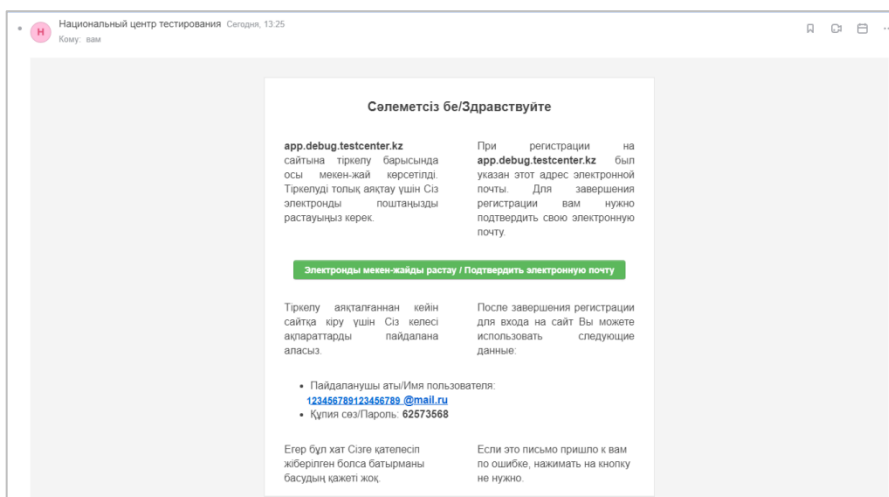 Национальный центр тестирования Сегодня, 13:25
Н
Кому: вам
Сәлеметсіз бе/Здравствуйте
app.debug.testcenter.kz
сайтына тіркелу барысында
осы мекен-жай көрсетілді.
Тіркелуді толық аяқтау үшін Сіз
электронды поштаңызды
растауыңыз керек.
При регистрации на
app.debug.testcenter.kz был
указан этот адрес электронной
почты. Для завершения
регистрации вам нужно
подтвердить свою электронную
почту.
Электронды мекен-жайды растау / Подтвердить электронную почту
Тіркелу аяқталғаннан кейін
сайтқа кіру үшін Сіз келесі
ақпараттарды пайдалана
аласыз.
После завершения регистрации
для входа на сайт Вы можете
использовать следующие
данные:
• Пайдаланушы аты/Имя пользователя:
123456789123456789 @mail.ru
• Құпия сөз/Пароль: 62573568
Егер бұл хат Сізге қателесіп
жіберілген болса батырманы
басудың қажеті жоқ.
Если это письмо пришло к вам
по ошибке, нажимать на кнопку
не нужно.